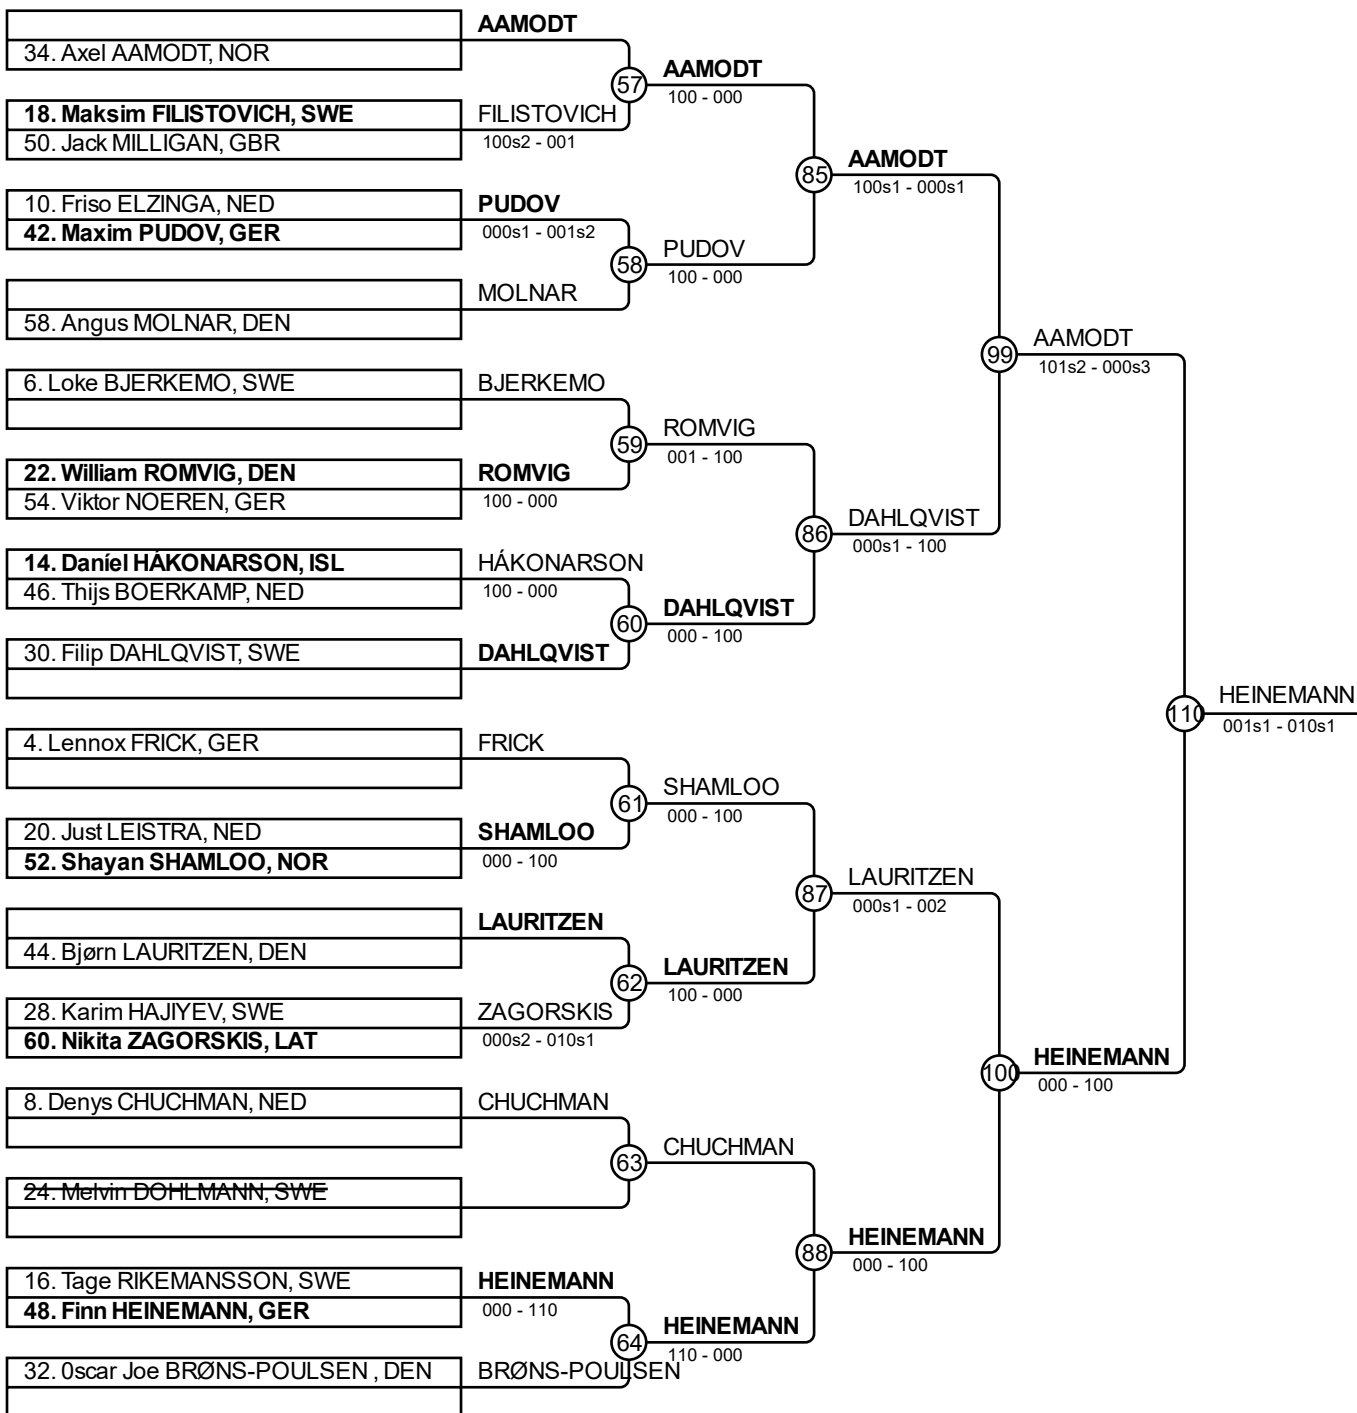 AAMODT
34. Axel AAMODT, NOR
57
AAMODT
100 - 000
18. Maksim FILISTOVICH, SWE
FILISTOVICH
50. Jack MILLIGAN, GBR
100s2 - 001
85
AAMODT
100s1 - 000s1
10. Friso ELZINGA, NED
PUDOV
42. Maxim PUDOV, GER
000s1 - 001s2
58
PUDOV
100 - 000
MOLNAR
58. Angus MOLNAR, DEN
99
AAMODT
101s2 - 000s3
6. Loke BJERKEMO, SWE
BJERKEMO
59
ROMVIG
001 - 100
22. William ROMVIG, DEN
ROMVIG
54. Viktor NOEREN, GER
100 - 000
86
DAHLQVIST
000s1 - 100
14. Daníel HÁKONARSON, ISL
HÁKONARSON
46. Thijs BOERKAMP, NED
100 - 000
60
DAHLQVIST
000 - 100
30. Filip DAHLQVIST, SWE
DAHLQVIST
110
HEINEMANN
001s1 - 010s1
4. Lennox FRICK, GER
FRICK
61
SHAMLOO
000 - 100
20. Just LEISTRA, NED
SHAMLOO
52. Shayan SHAMLOO, NOR
000 - 100
87
LAURITZEN
000s1 - 002
LAURITZEN
44. Bjørn LAURITZEN, DEN
62
LAURITZEN
100 - 000
28. Karim HAJIYEV, SWE
ZAGORSKIS
60. Nikita ZAGORSKIS, LAT
000s2 - 010s1
100
HEINEMANN
000 - 100
8. Denys CHUCHMAN, NED
CHUCHMAN
63
CHUCHMAN
24. Melvin DOHLMANN, SWE
88
HEINEMANN
000 - 100
16. Tage RIKEMANSSON, SWE
HEINEMANN
48. Finn HEINEMANN, GER
000 - 110
64
HEINEMANN
110 - 000
32. 0scar Joe BRØNS-POULSEN , DEN
BRØNS-POULSEN